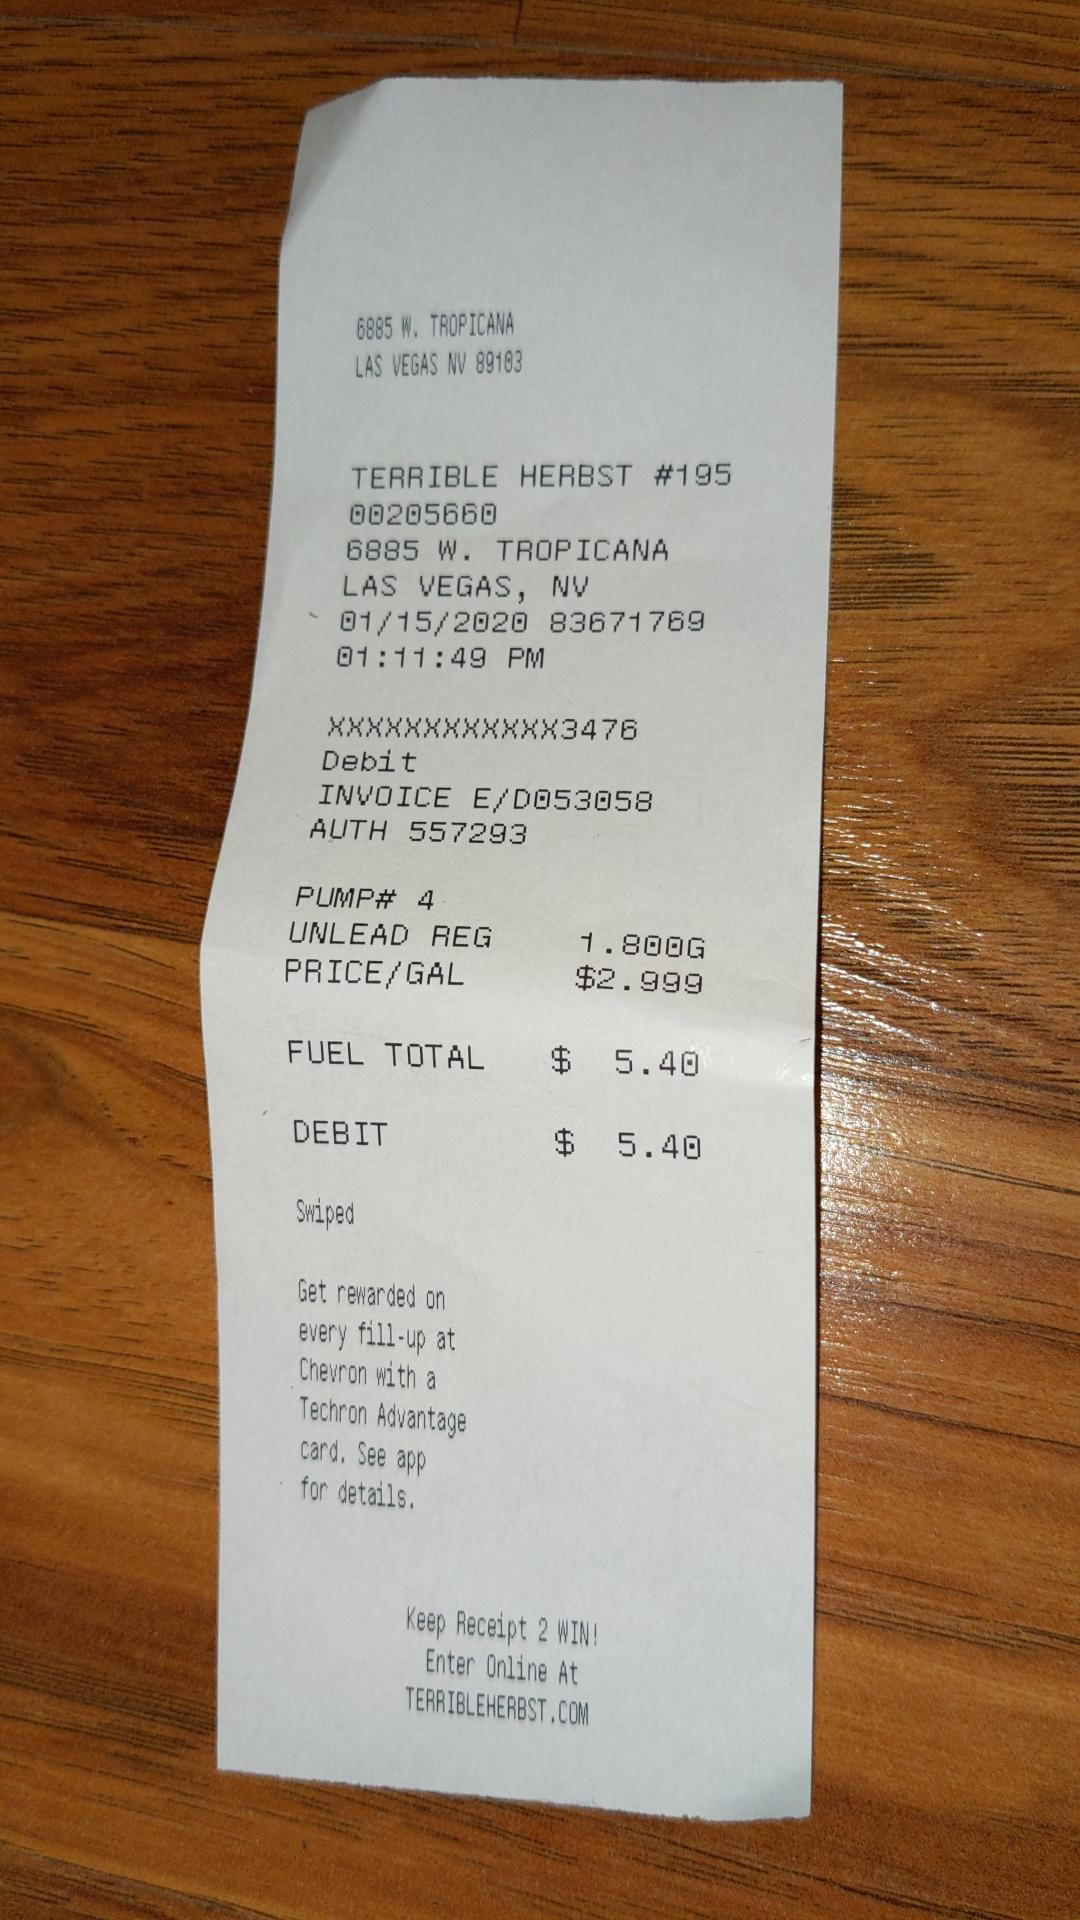 6885 W. TROPICANA
LAS VEGAS NV 89103
TERRIBLE HERBST #195
00205660
6885 W. TROPICANA
LAS VEGAS, NV
01/15/2020 83671769
01:11:49 PM
XXXXXXXXXXXX3476
Debit
INVOICE E/D053058
AUTH 557293
PUMP# 4
UNLEAD REG 1.800G
PRICE/GAL $2.999
FUEL TOTAL $ 5.40
DEBIT $ 5.40
Swiped
Get rewarded on
every fill-up at
Chevron with a
Techron Advantage
card. See app
for details.
Keep Receipt 2 WIN!
Enter Online At
TERRIBLEHERBST.COM